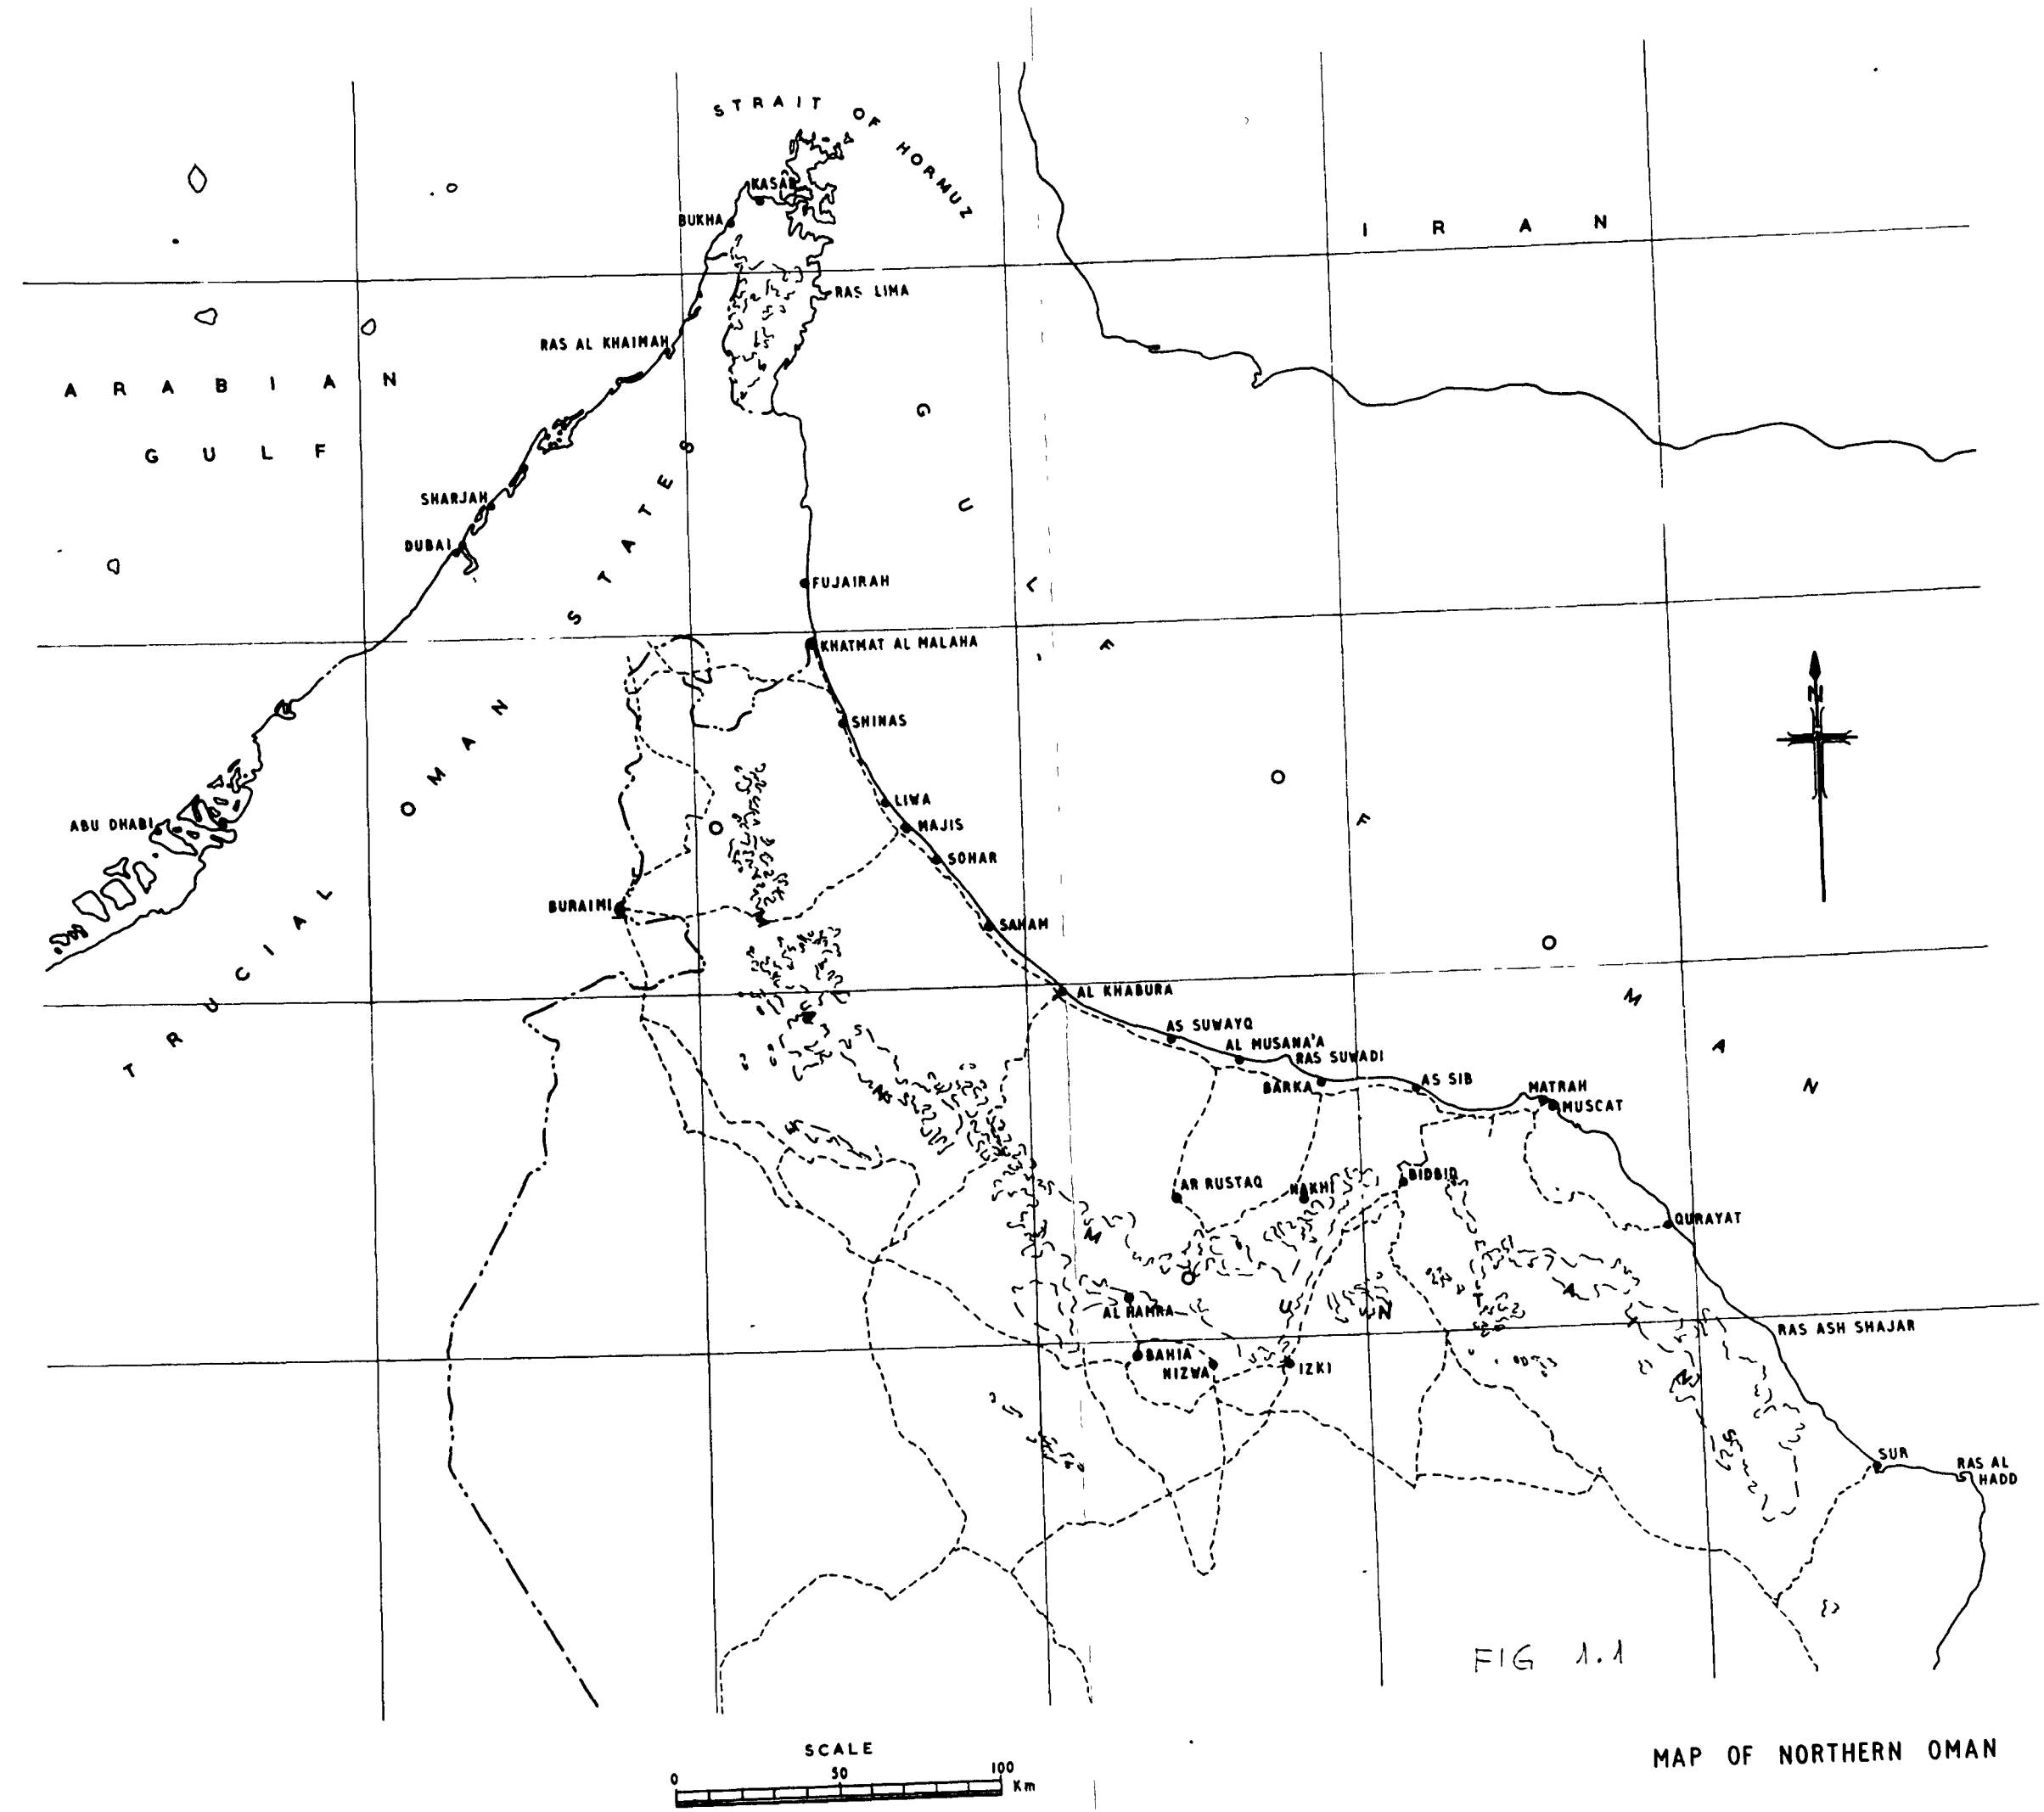 STRAIT OF HORMUZ
KASAB
BUKHA
IRAN
RAS LIMA
RAS AL KHAIMAH
ARABIAN
GULF
SHARJAH
DUBAI
FUJAIRAH
KHATMAT AL MALAHA
SHINAS
N
LIWA
MAJIS
ABU DHABI
SOHAR
BURAIMI
SAHAM
TRUCIAL OMAN STATES
GULF OF OMAN
AL KHABURA
AS SUWAYQ
AL MUSANA'A
RAS SUWADI
BARKA
AS SIB
MATRAH
MUSCAT
AR RUSTAQ
NAKHI
BIDBID
QURAYAT
OMAN MOUNTAINS
AL HAMRA
RAS ASH SHAJAR
BAHIA
NIZWA
IZKI
SUR
RAS AL
HADD
FIG 1.1
SCALE
0 50 100
Km
MAP OF NORTHERN OMAN